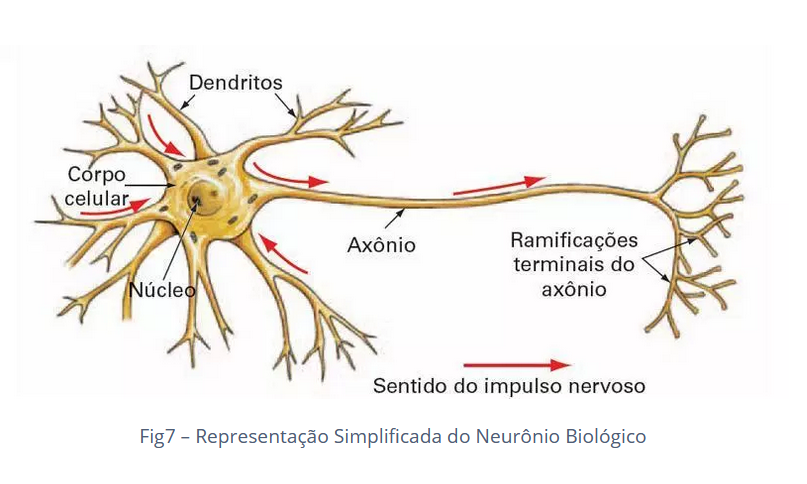 Dendritos
Corpo
celular
Núcleo
Axônio
Ramificações
terminais do
axônio
Sentido do impulso nervoso
Fig7 – Representação Simplificada do Neurônio Biológico